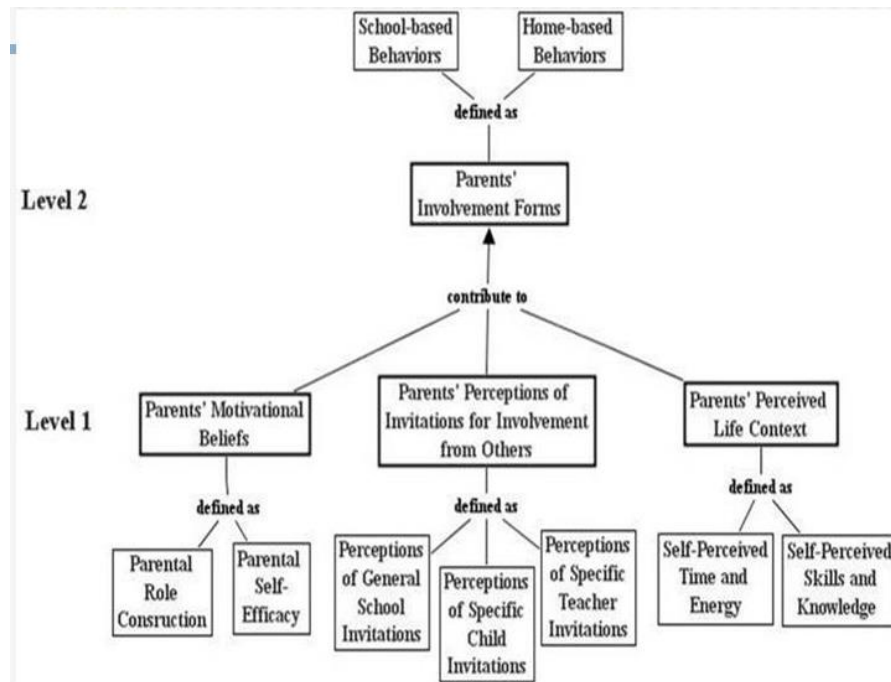 School-based
Behaviors
Home-based
Behaviors
defined as
Level 2
Parents'
Involvement Forms
contribute to
Level 1
Parents' Motivational
Beliefs
Parents' Perceptions of
Invitations for Involvement
from Others
Parents' Perceived
Life Context
defined as
defined as
defined as
Parental
Role
Consruction
Parental
Self-
Efficacy
Perceptions
of General
School
Invitations
Perceptions
of Specific
Child
Invitations
Perceptions
of Specific
Teacher
Invitations
Self-Perceived
Time and
Energy
Self-Perceived
Skills and
Knowledge